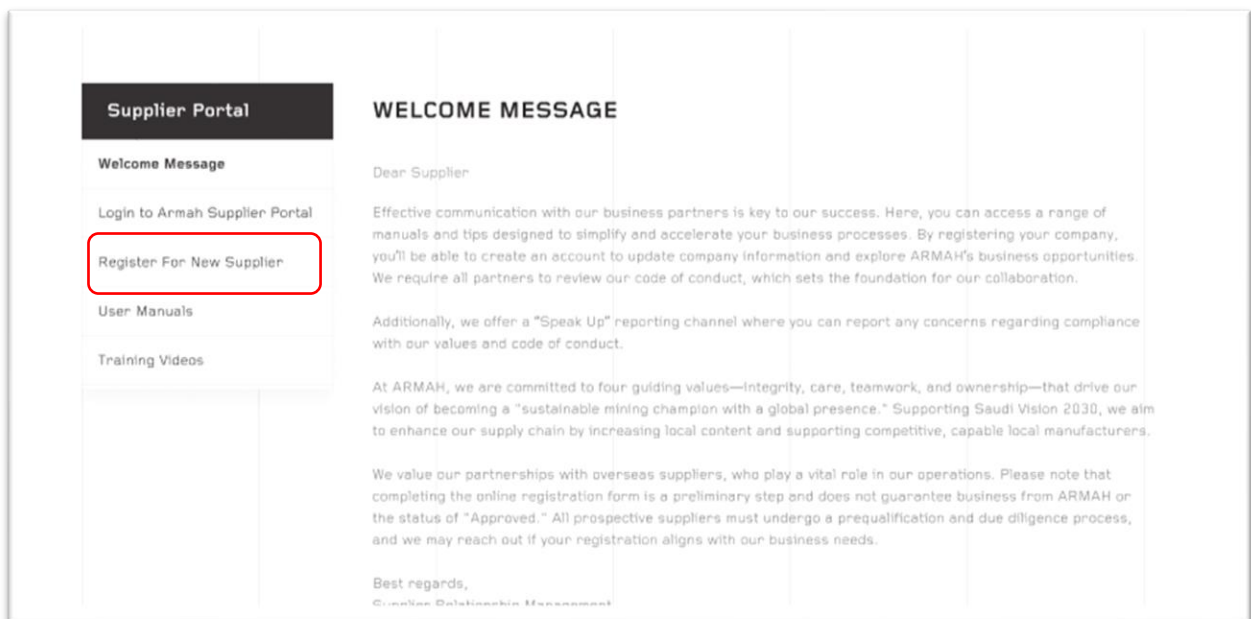 Supplier Portal
Welcome Message
Login to Armah Supplier Portal
Register For New Supplier
User Manuals
Training Videos
WELCOME MESSAGE
Dear Supplier
Effective communication with our business partners is key to our success. Here, you can access a range of
manuals and tips designed to simplify and accelerate your business processes. By registering your company,
you'll be able to create an account to update company information and explore ARMAH's business opportunities.
We require all partners to review our code of conduct, which sets the foundation for our collaboration.
Additionally, we offer a "Speak Up" reporting channel where you can report any concerns regarding compliance
with our values and code of conduct.
At ARMAH, we are committed to four guiding values—integrity, care, teamwork, and ownership—that drive our
vision of becoming a "sustainable mining champion with a global presence." Supporting Saudi Vision 2030, we aim
to enhance our supply chain by increasing local content and supporting competitive, capable local manufacturers.
We value our partnerships with overseas suppliers, who play a vital role in our operations. Please note that
completing the online registration form is a preliminary step and does not guarantee business from ARMAH or
the status of "Approved." All prospective suppliers must undergo a prequalification and due diligence process,
and we may reach out if your registration aligns with our business needs.
Best regards,
Supplier Relationship Management